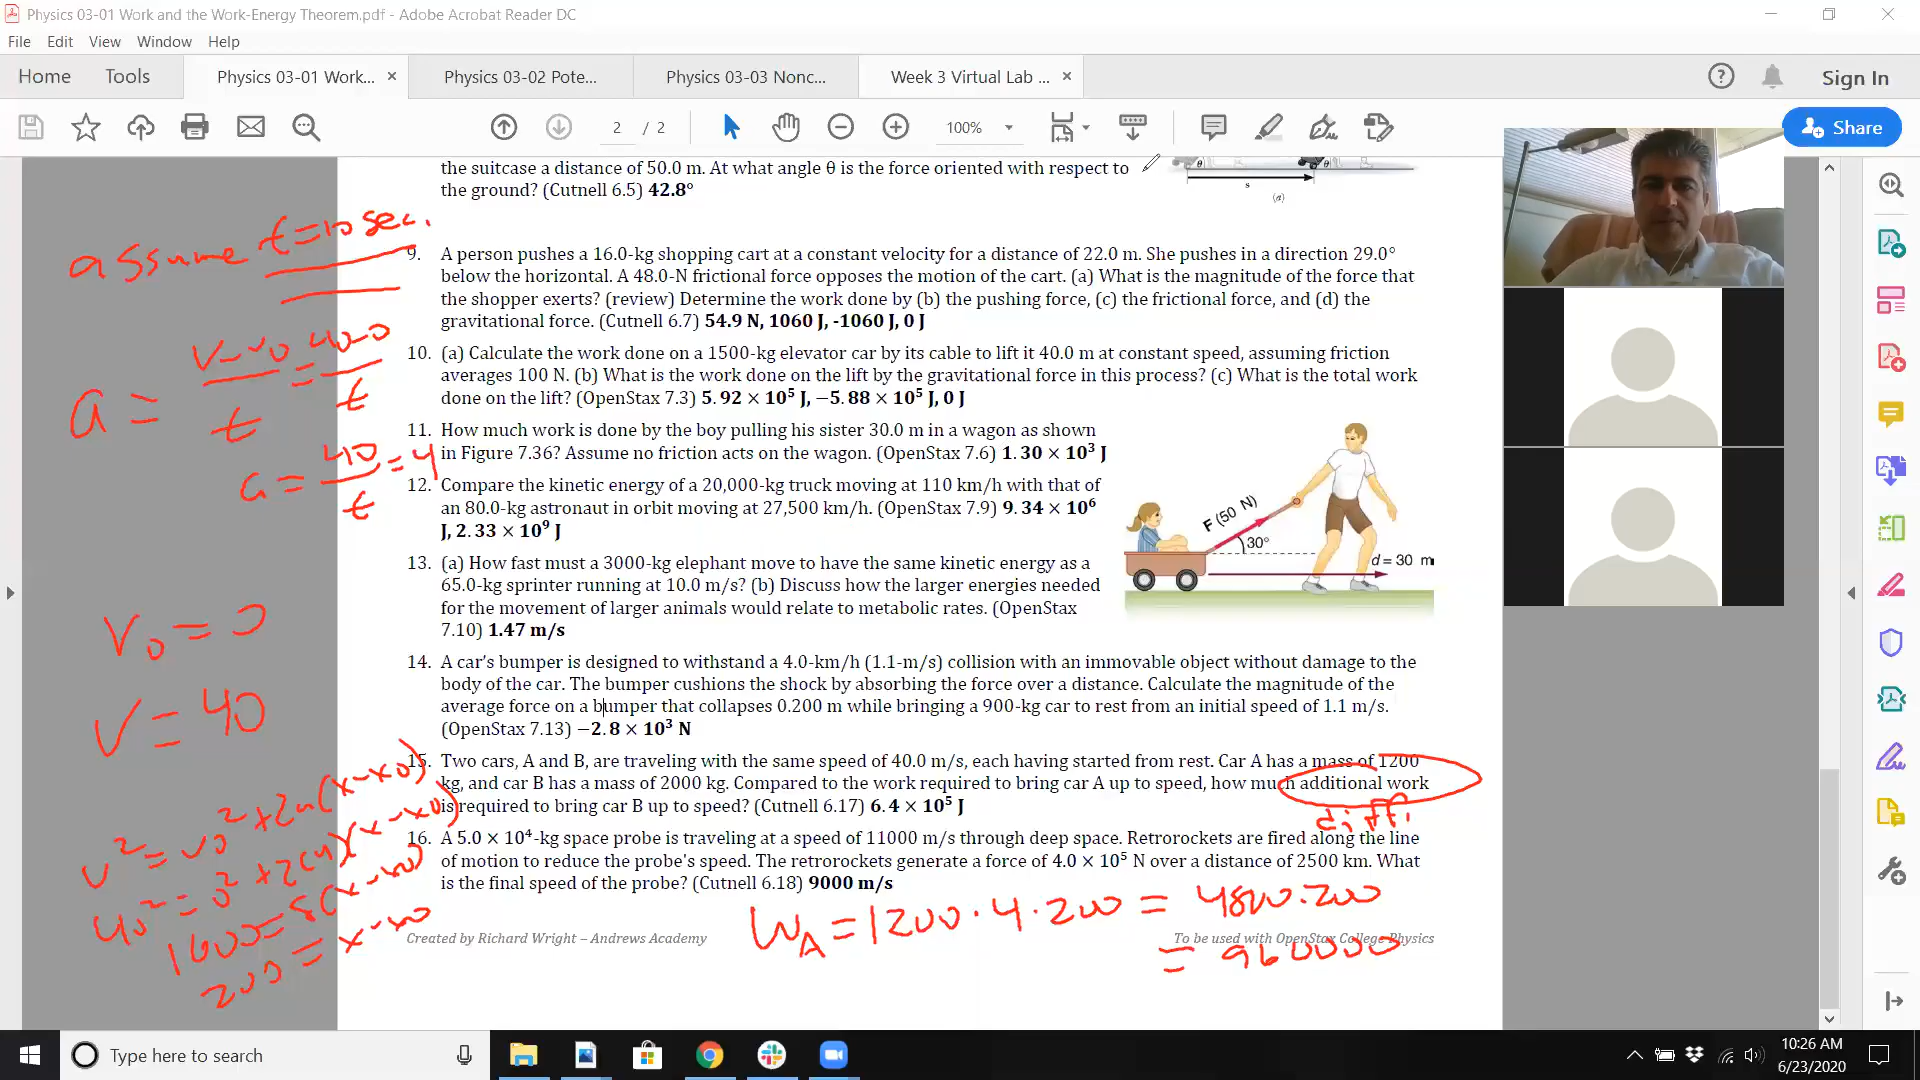 Physics 03-01 Work and the Work-Energy Theorem.pdf - Adobe Acrobat Reader DC
File Edit View Window Help
Home Tools Physics 03-01 Work... × Physics 03-02 Pote... Physics 03-03 Nonc... Week 3 Virtual Lab ... × Sign In
2 / 2 100% Share
the suitcase a distance of 50.0 m. At what angle θ is the force oriented with respect to
the ground? (Cutnell 6.5) 42.8°
θ θ
s
(a)
assume t=10 sec.
9. A person pushes a 16.0-kg shopping cart at a constant velocity for a distance of 22.0 m. She pushes in a direction 29.0°
below the horizontal. A 48.0-N frictional force opposes the motion of the cart. (a) What is the magnitude of the force that
the shopper exerts? (review) Determine the work done by (b) the pushing force, (c) the frictional force, and (d) the
gravitational force. (Cutnell 6.7) 54.9 N, 1060 J, -1060 J, 0 J
a = v-v0/t = 40-0/t
a = 40/t = 4
10. (a) Calculate the work done on a 1500-kg elevator car by its cable to lift it 40.0 m at constant speed, assuming friction
averages 100 N. (b) What is the work done on the lift by the gravitational force in this process? (c) What is the total work
done on the lift? (OpenStax 7.3) 5.92 × 10⁵ J, −5.88 × 10⁵ J, 0 J
11. How much work is done by the boy pulling his sister 30.0 m in a wagon as shown
in Figure 7.36? Assume no friction acts on the wagon. (OpenStax 7.6) 1.30 × 10³ J
12. Compare the kinetic energy of a 20,000-kg truck moving at 110 km/h with that of
an 80.0-kg astronaut in orbit moving at 27,500 km/h. (OpenStax 7.9) 9.34 × 10⁶
J, 2.33 × 10⁹ J
F (50 N)
30°
d = 30 m
13. (a) How fast must a 3000-kg elephant move to have the same kinetic energy as a
65.0-kg sprinter running at 10.0 m/s? (b) Discuss how the larger energies needed
for the movement of larger animals would relate to metabolic rates. (OpenStax
7.10) 1.47 m/s
v0 = 0
v = 40
14. A car's bumper is designed to withstand a 4.0-km/h (1.1-m/s) collision with an immovable object without damage to the
body of the car. The bumper cushions the shock by absorbing the force over a distance. Calculate the magnitude of the
average force on a bumper that collapses 0.200 m while bringing a 900-kg car to rest from an initial speed of 1.1 m/s.
(OpenStax 7.13) −2.8 × 10³ N
15. Two cars, A and B, are traveling with the same speed of 40.0 m/s, each having started from rest. Car A has a mass of 1200
kg, and car B has a mass of 2000 kg. Compared to the work required to bring car A up to speed, how much additional work
is required to bring car B up to speed? (Cutnell 6.17) 6.4 × 10⁵ J
diff.
v² = v0² + 2a(x-x0)
40² = 0² + 2(4)(x-x0)
1600 = 8(x-x0)
200 = x-x0
16. A 5.0 × 10⁴-kg space probe is traveling at a speed of 11000 m/s through deep space. Retrorockets are fired along the line
of motion to reduce the probe's speed. The retrorockets generate a force of 4.0 × 10⁵ N over a distance of 2500 km. What
is the final speed of the probe? (Cutnell 6.18) 9000 m/s
WA = 1200·4·200 = 4800·200
= 960000
Created by Richard Wright – Andrews Academy To be used with OpenStax College Physics
Type here to search
10:26 AM
6/23/2020